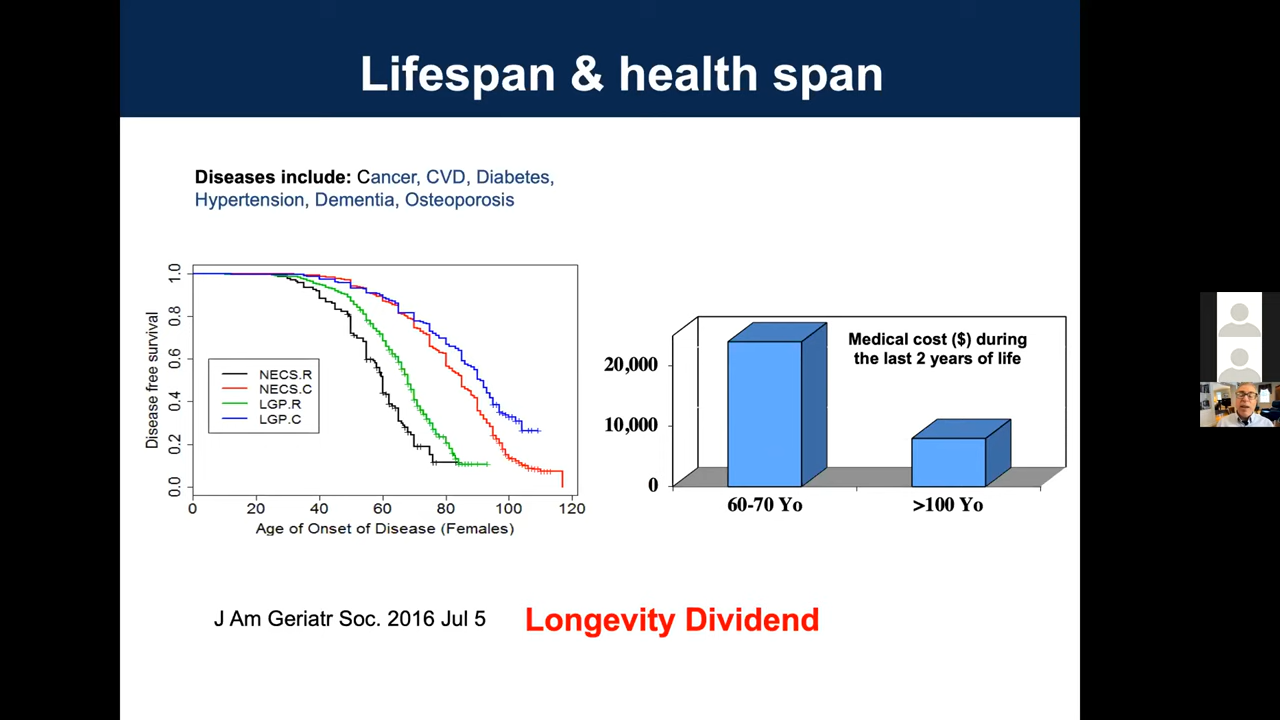 Lifespan & health span
Diseases include: Cancer, CVD, Diabetes,
Hypertension, Dementia, Osteoporosis
Disease free survival
1.0
0.8
0.6
0.4
0.2
0.0
NECS.R
NECS.C
LGP.R
LGP.C
0 20 40 60 80 100 120
Age of Onset of Disease (Females)
Medical cost ($) during
the last 2 years of life
20,000
10,000
0
60-70 Yo >100 Yo
J Am Geriatr Soc. 2016 Jul 5
Longevity Dividend